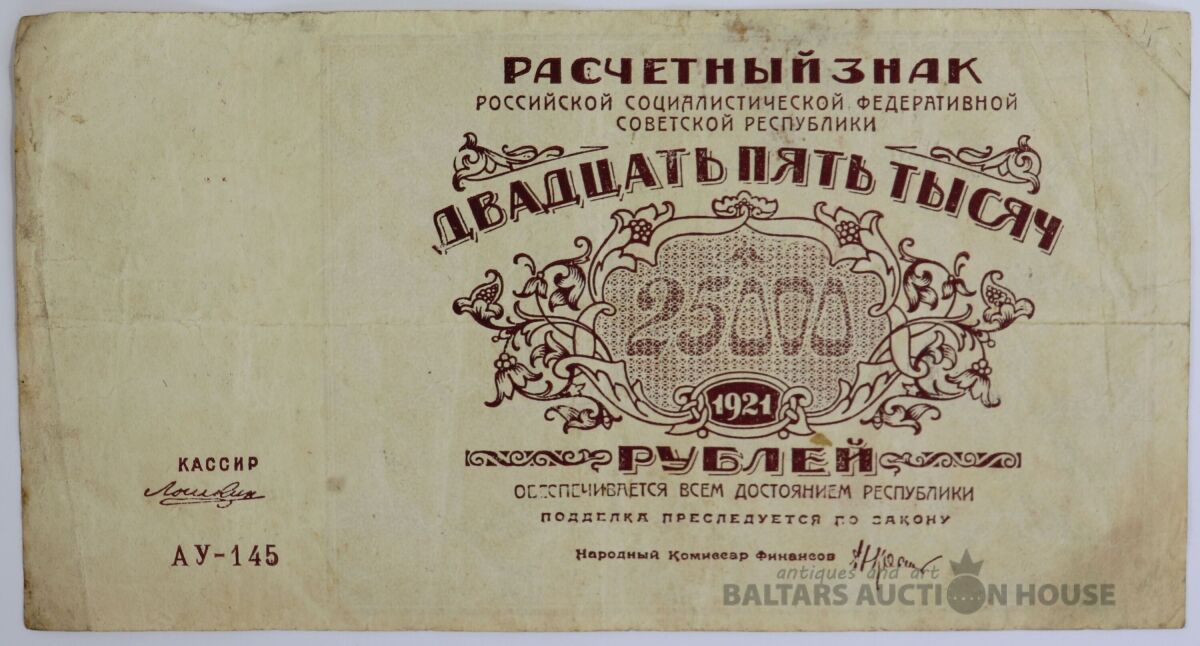 РАСЧЕТНЫЙ ЗНАК
РОССИЙСКОЙ СОЦИАЛИСТИЧЕСКОЙ ФЕДЕРАТИВНОЙ
СОВЕТСКОЙ РЕСПУБЛИКИ
ДВАДЦАТЬ ПЯТЬ ТЫСЯЧ
25000
1921
РУБЛЕЙ
ОБЕСПЕЧИВАЕТСЯ ВСЕМ ДОСТОЯНИЕМ РЕСПУБЛИКИ
ПОДДЕЛКА ПРЕСЛЕДУЕТСЯ ПО ЗАКОНУ
Народный Комиссар Финансов
КАССИР
АУ-145
antiques and art
BALTARS AUCTION HOUSE